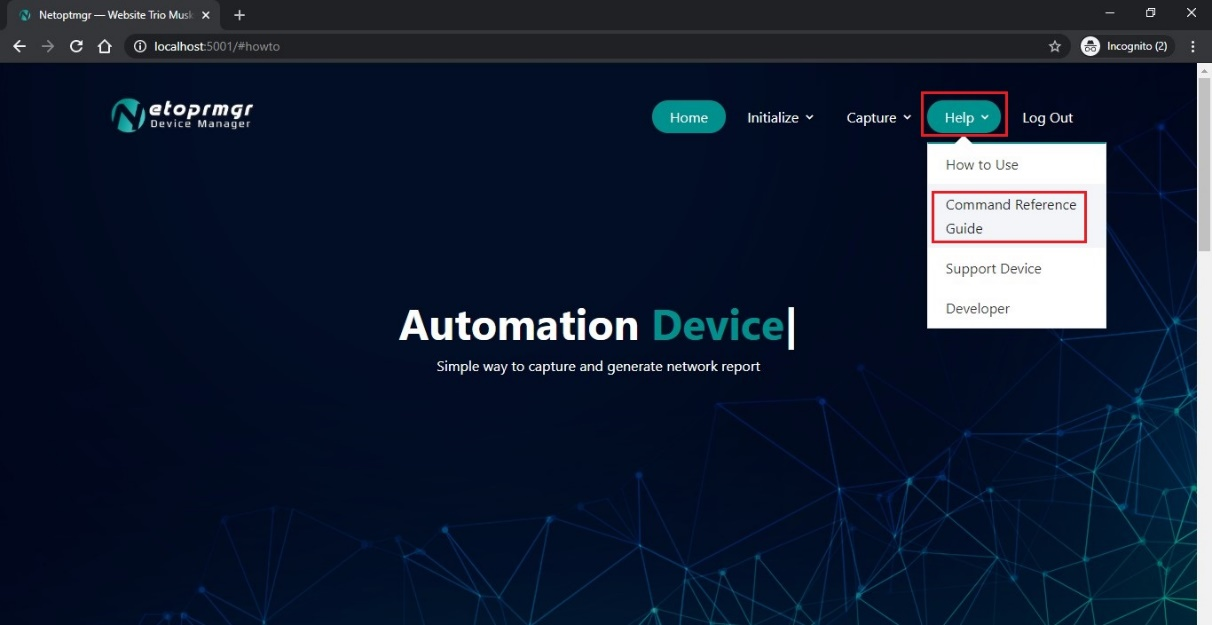 Netoptmgr — Website Trio Musk
localhost:5001/#howto
Incognito (2)
etoprmgr
Device Manager
Home
Initialize
Capture
Help
Log Out
How to Use
Command Reference
Guide
Support Device
Developer
Automation Device|
Simple way to capture and generate network report